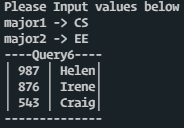 Please Input values below
major1 -> CS
major2 -> EE
----Query6----
| 987 | Helen|
| 876 | Irene|
| 543 | Craig|
--------------